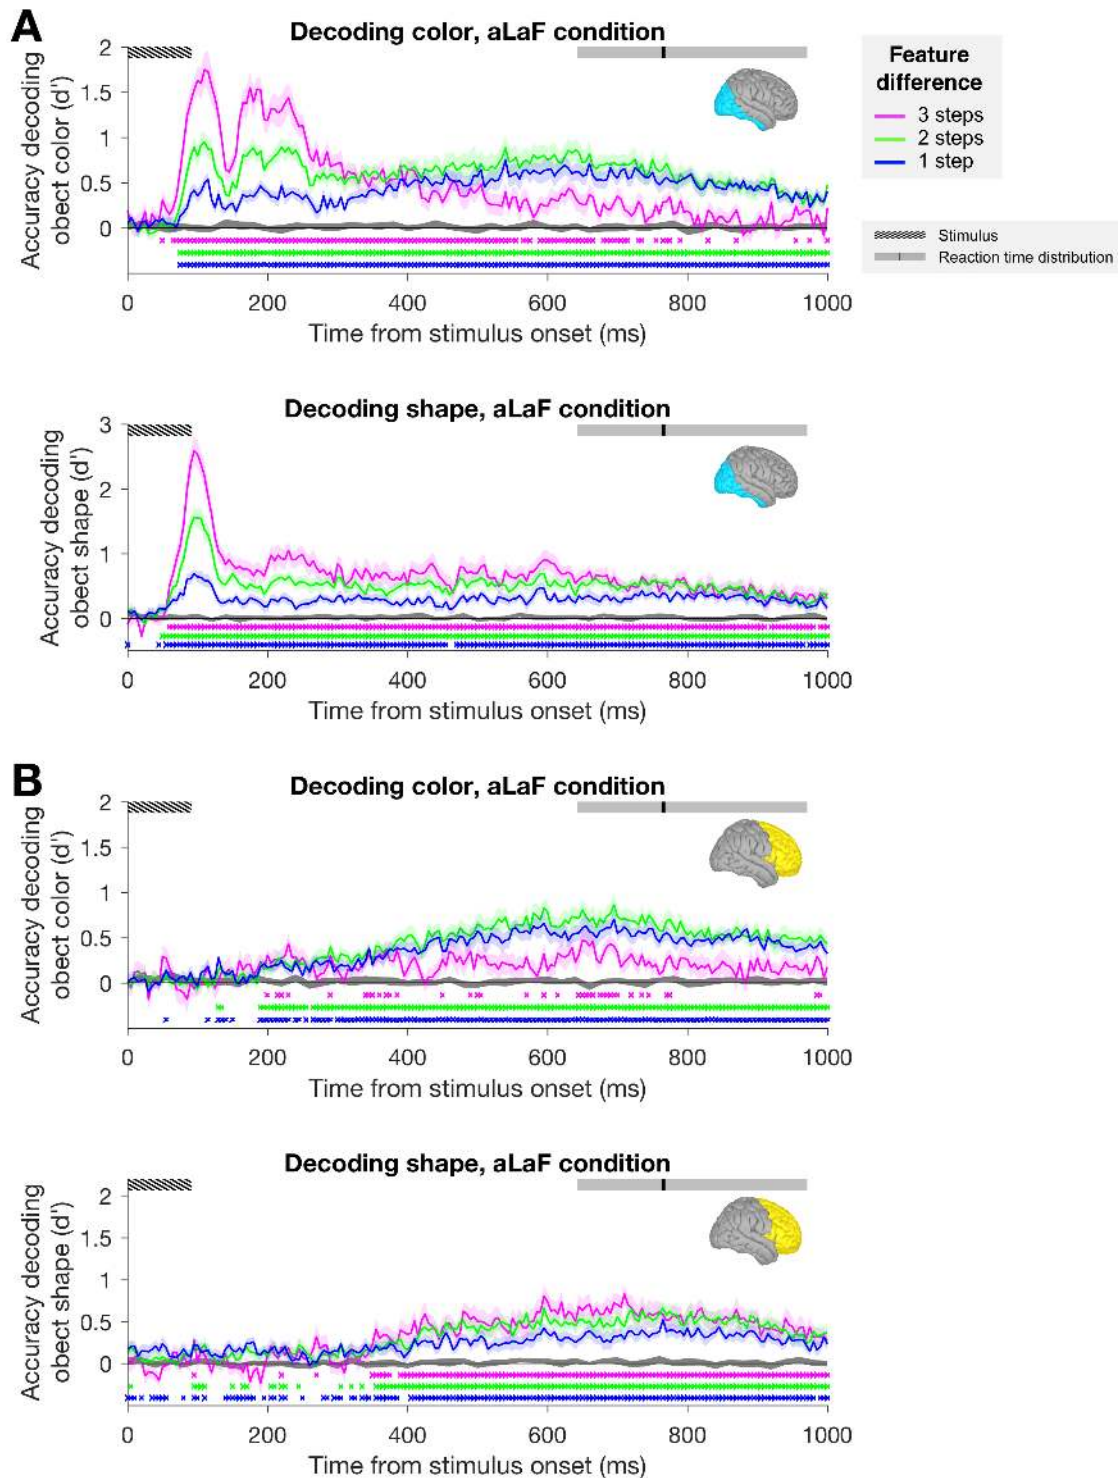 A
Decoding color, aLaF condition
Accuracy decoding
obect color (d')
2
1.5
1
0.5
0
0 200 400 600 800 1000
Time from stimulus onset (ms)
Feature
difference
3 steps
2 steps
1 step
Stimulus
Reaction time distribution
Decoding shape, aLaF condition
Accuracy decoding
obect shape (d')
3
2
1
0
0 200 400 600 800 1000
Time from stimulus onset (ms)
B
Decoding color, aLaF condition
Accuracy decoding
obect color (d')
2
1.5
1
0.5
0
0 200 400 600 800 1000
Time from stimulus onset (ms)
Decoding shape, aLaF condition
Accuracy decoding
obect shape (d')
2
1.5
1
0.5
0
0 200 400 600 800 1000
Time from stimulus onset (ms)